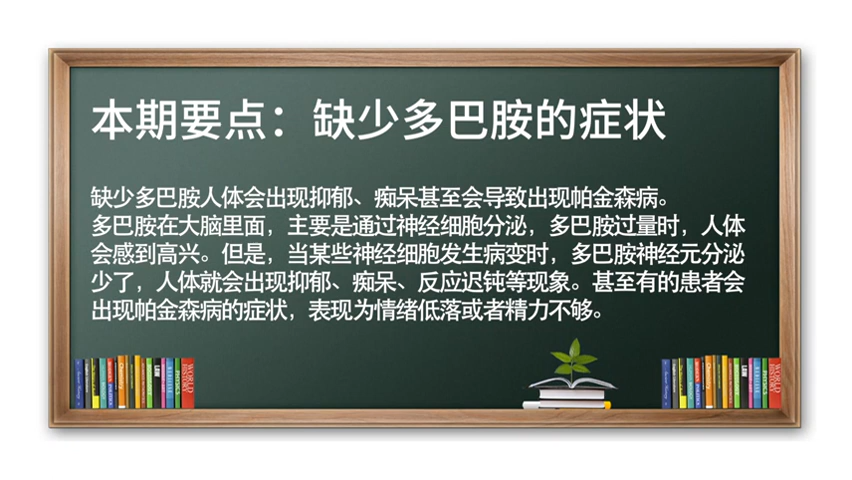 本期要点：缺少多巴胺的症状
缺少多巴胺人体会出现抑郁、痴呆甚至会导致出现帕金森病。
多巴胺在大脑里面，主要是通过神经细胞分泌，多巴胺过量时，人体
会感到高兴。但是，当某些神经细胞发生病变时，多巴胺神经元分泌
少了，人体就会出现抑郁、痴呆、反应迟钝等现象。甚至有的患者会
出现帕金森病的症状，表现为情绪低落或者精力不够。
WORLD HISTORY
WORLD HISTORY